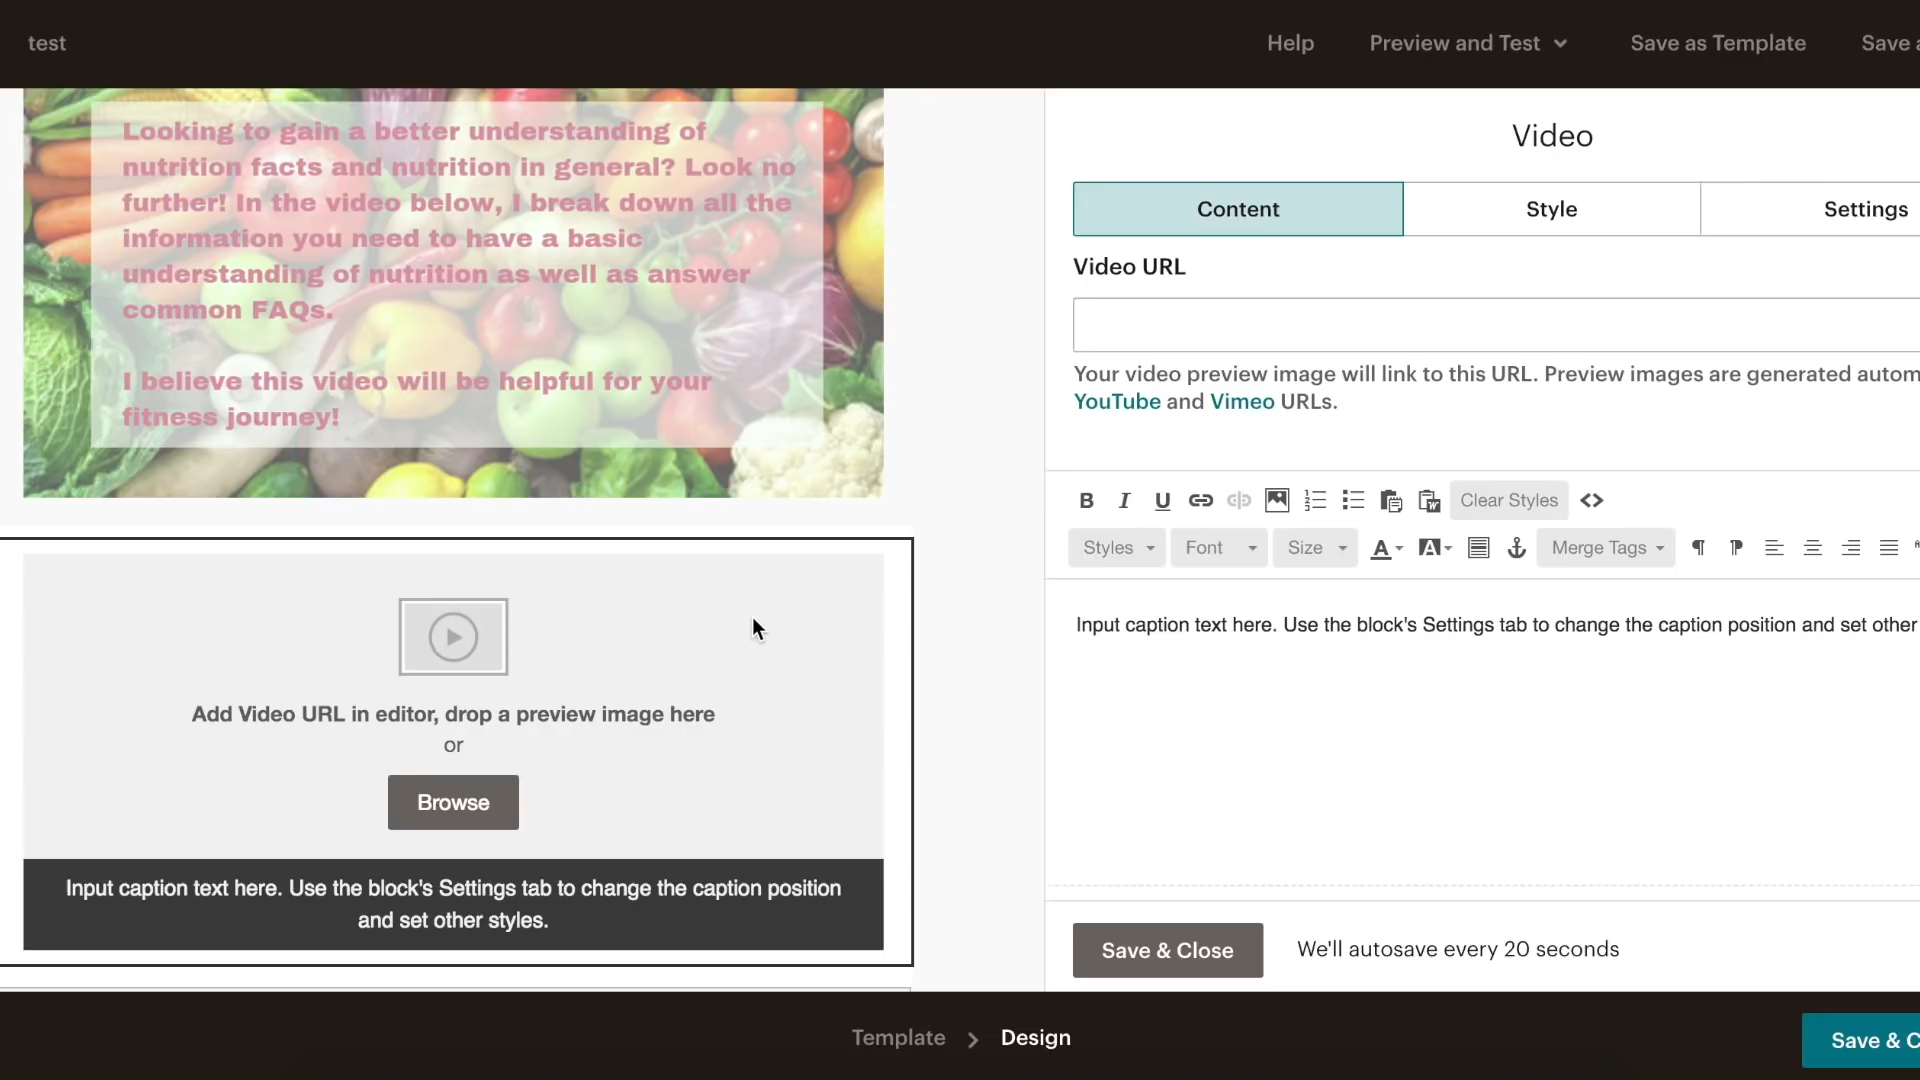 test
Help
Preview and Test
Save as Template
Save
Looking to gain a better understanding of
nutrition facts and nutrition in general? Look no
further! In the video below, I break down all the
information you need to have a basic
understanding of nutrition as well as answer
common FAQs.
I believe this video will be helpful for your
fitness journey!
Add Video URL in editor, drop a preview image here
or
Browse
Input caption text here. Use the block's Settings tab to change the caption position
and set other styles.
Video
Content
Style
Settings
Video URL
Your video preview image will link to this URL. Preview images are generated autom
YouTube and Vimeo URLs.
B I U
Clear Styles
Styles
Font
Size
A
A
Merge Tags
Input caption text here. Use the block's Settings tab to change the caption position and set other
Save & Close
We'll autosave every 20 seconds
Template
Design
Save & C